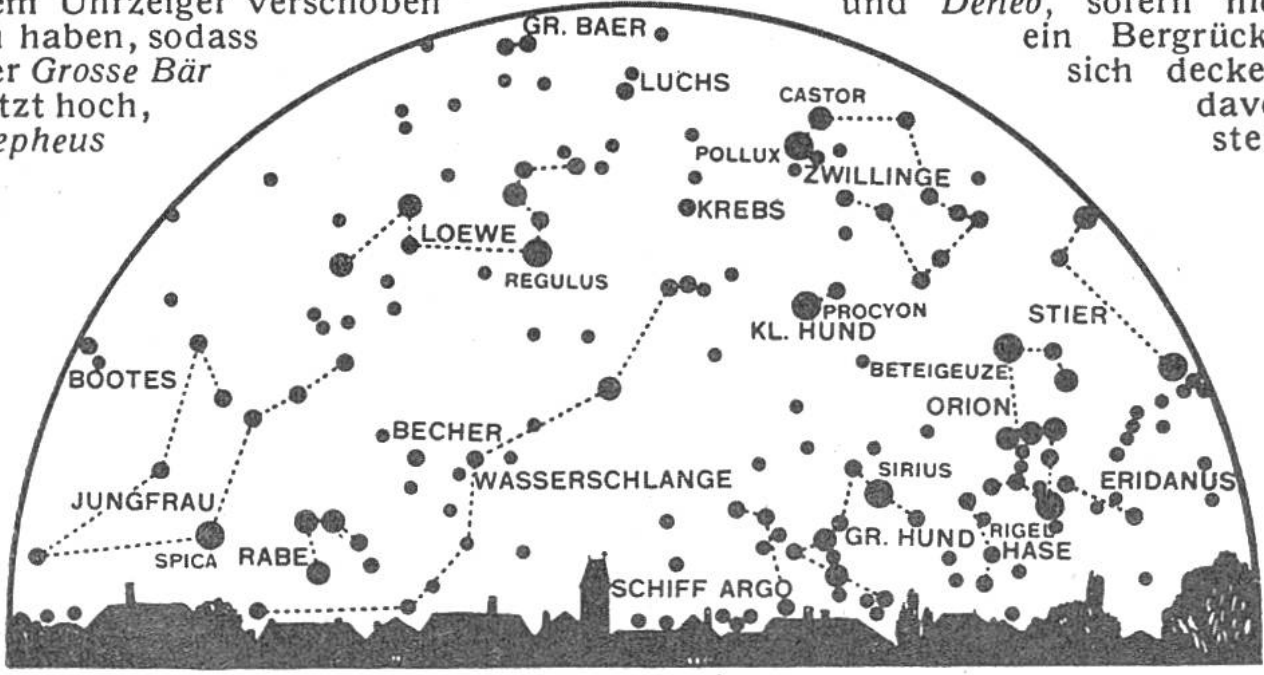 em Uhrzeiger verschoben
haben, sodass
er Grosse Bär
tzt hoch,
epheus
und Deneb, sofern
ein Bergrück
sich decke
dav
ste
GR. BAER
LUCHS
CASTOR
POLLUX
ZWILLINGE
KREBS
LOEWE
REGULUS
PROCYON
KL. HUND
STIER
BOOTES
BETEIGEUZE
ORION
BECHER
WASSERSCHLANGE
SIRIUS
ERIDANUS
JUNGFRAU
SPICA
RABE
GR. HUND
RIGEL
HASE
SCHIFF ARGO